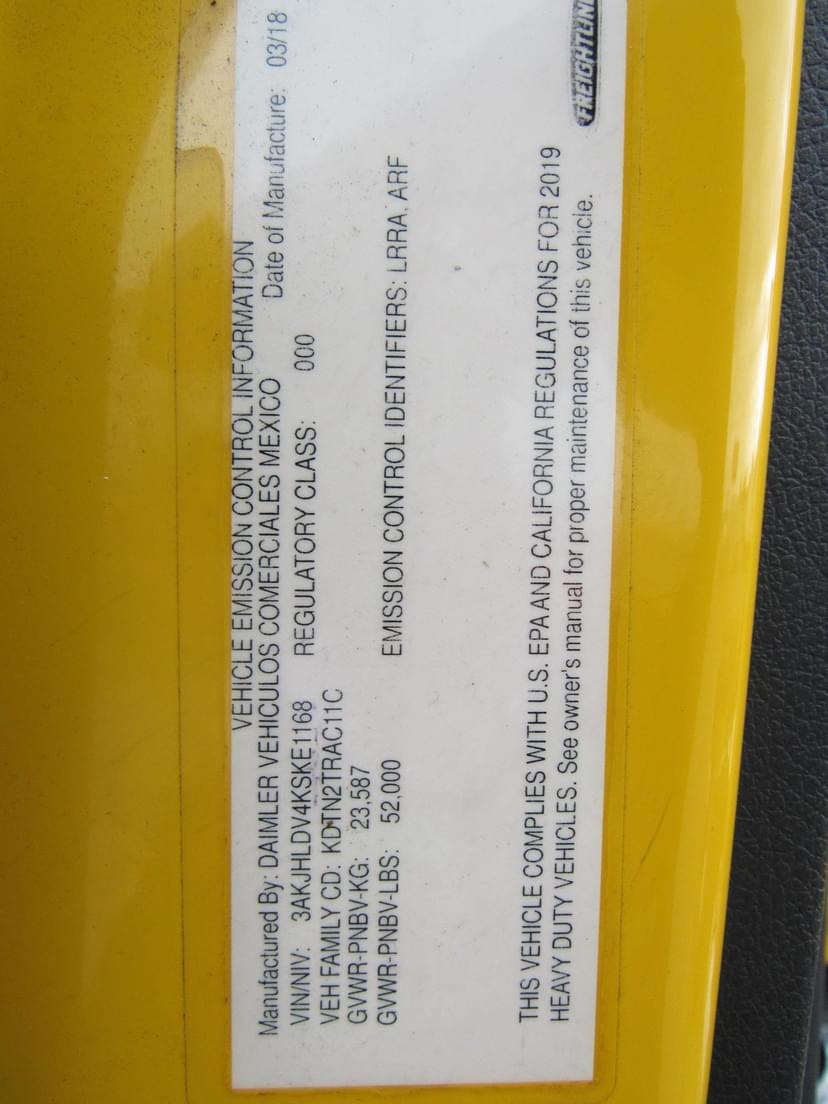 VEHICLE EMISSION CONTROL INFORMATION
Manufactured By: DAIMLER VEHICULOS COMERCIALES MEXICO Date of Manufacture: 03/18
VIN/NIV: 3AKJHLDV4KSKE1168 REGULATORY CLASS: 000
VEH FAMILY CD: KDTN2TRAC11C
GVWR-PNBV-KG: 23,587
GVWR-PNBV-LBS: 52,000 EMISSION CONTROL IDENTIFIERS: LRRA, ARF
THIS VEHICLE COMPLIES WITH U.S. EPA AND CALIFORNIA REGULATIONS FOR 2019
HEAVY DUTY VEHICLES. See owner's manual for proper maintenance of this vehicle.
FREIGHTLIN